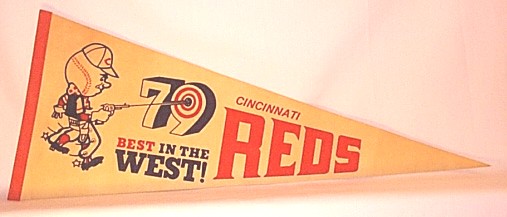 79
BEST IN THE
WEST!
CINCINNATI
REDS